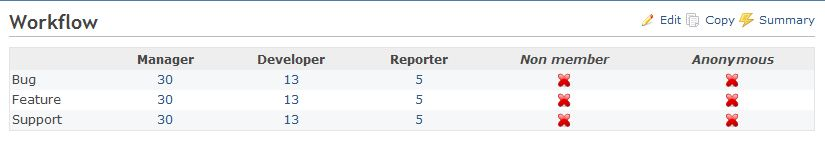 Workflow
Edit Copy Summary
Manager Developer Reporter Non member Anonymous
Bug 30 13 5
Feature 30 13 5
Support 30 13 5